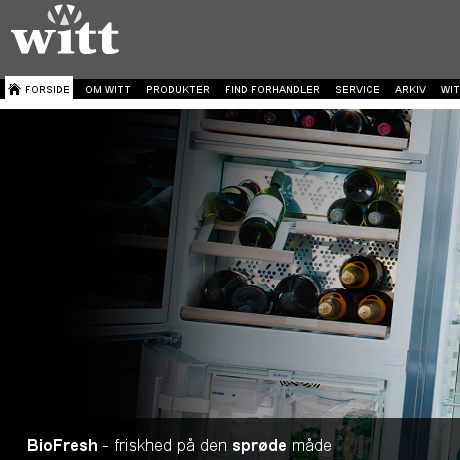 witt
FORSIDE OM WITT PRODUKTER FIND FORHANDLER SERVICE ARKIV WIT
BioFresh - friskhed på den sprøde måde